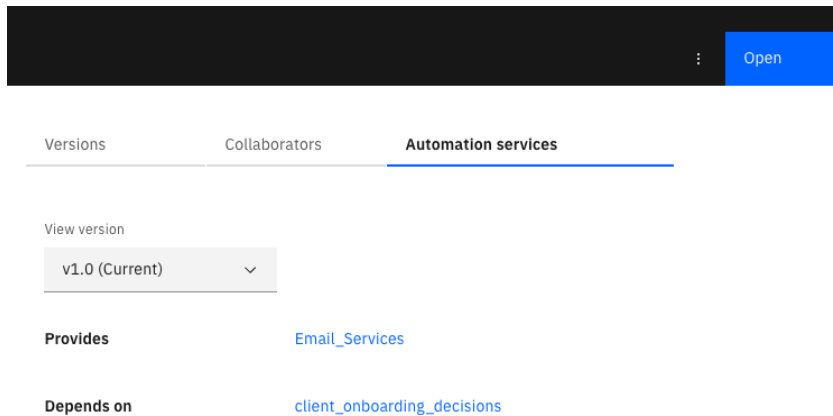 Open
Versions Collaborators Automation services
View version
v1.0 (Current)
Provides Email_Services
Depends on client_onboarding_decisions